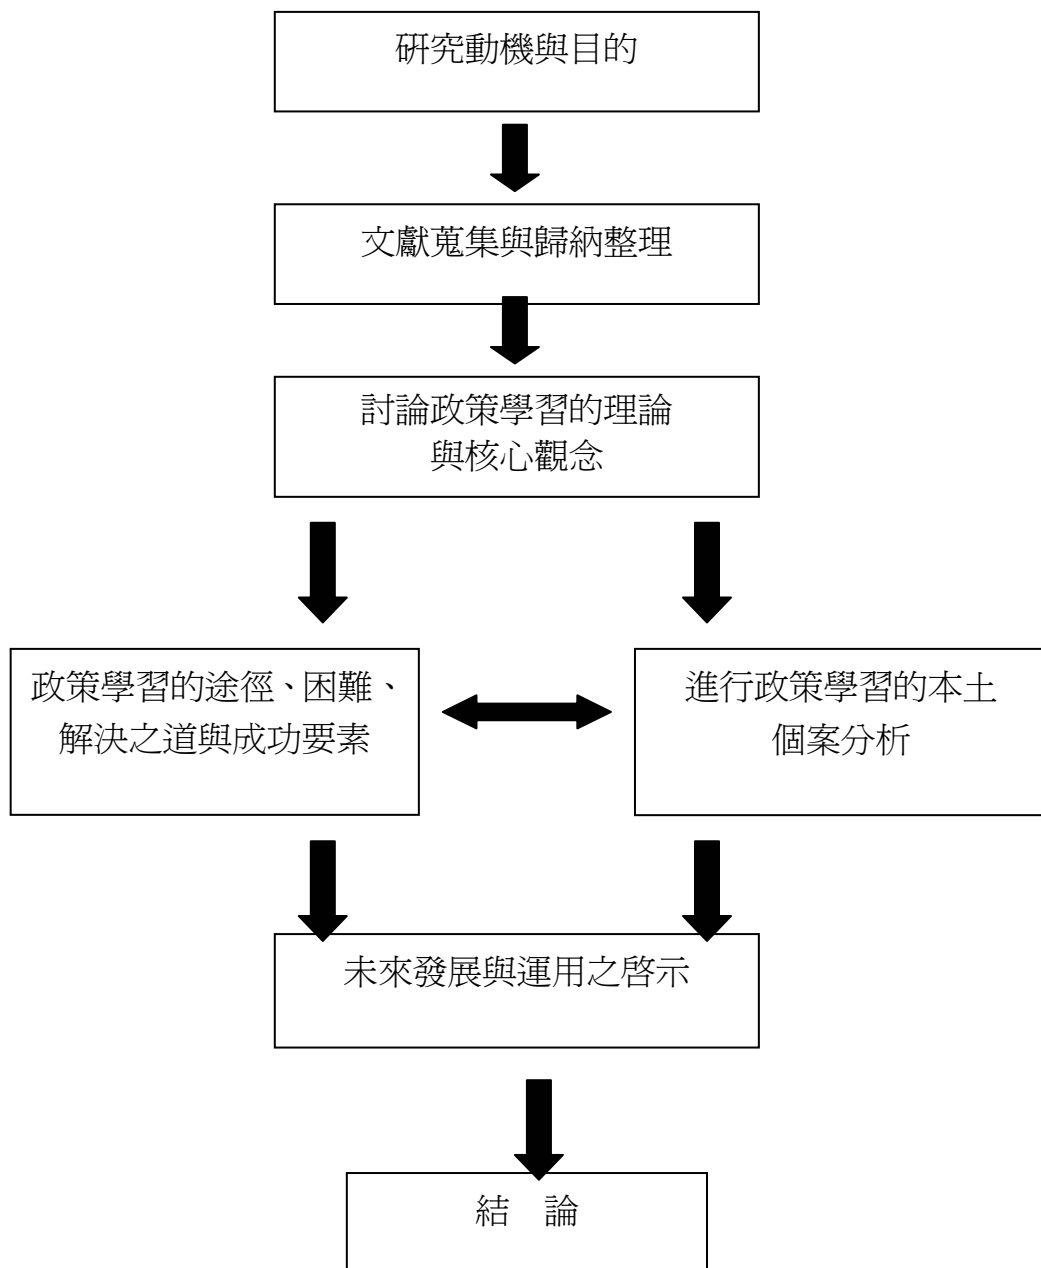 研究動機與目的
文獻蒐集與歸納整理
討論政策學習的理論
與核心觀念
政策學習的途徑、困難、
解決之道與成功要素
進行政策學習的本土
個案分析
未來發展與運用之啓示
結　論